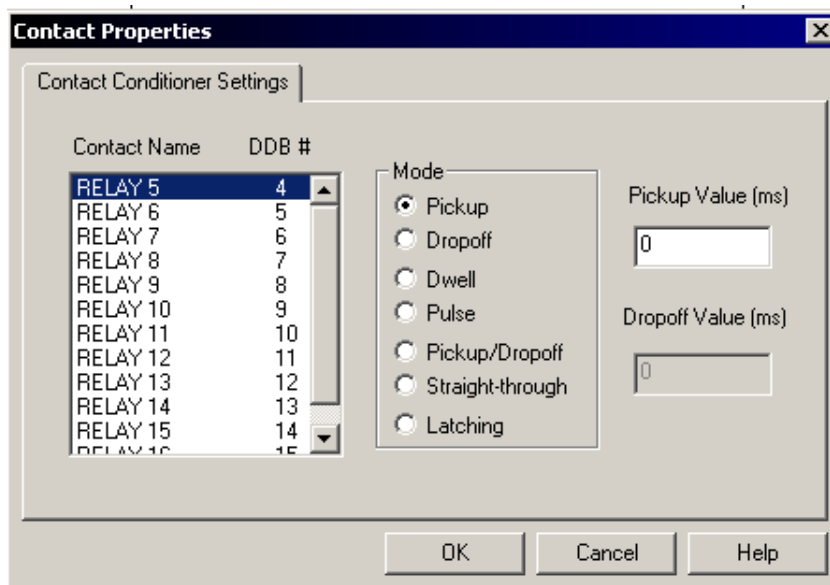 Contact Properties
Contact Conditioner Settings
Contact Name DDB #
RELAY 5 4
RELAY 6 5
RELAY 7 6
RELAY 8 7
RELAY 9 8
RELAY 10 9
RELAY 11 10
RELAY 12 11
RELAY 13 12
RELAY 14 13
RELAY 15 14
RELAY 16 15
Mode
Pickup
Dropoff
Dwell
Pulse
Pickup/Dropoff
Straight-through
Latching
Pickup Value (ms)
0
Dropoff Value (ms)
0
OK Cancel Help